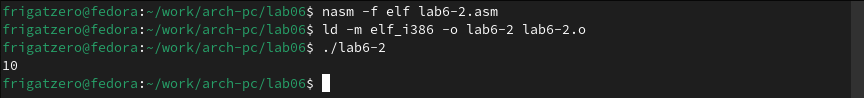 frigatzero@fedora:~/work/arch-pc/lab06$ nasm -f elf lab6-2.asm
frigatzero@fedora:~/work/arch-pc/lab06$ ld -m elf_i386 -o lab6-2 lab6-2.o
frigatzero@fedora:~/work/arch-pc/lab06$ ./lab6-2
10
frigatzero@fedora:~/work/arch-pc/lab06$